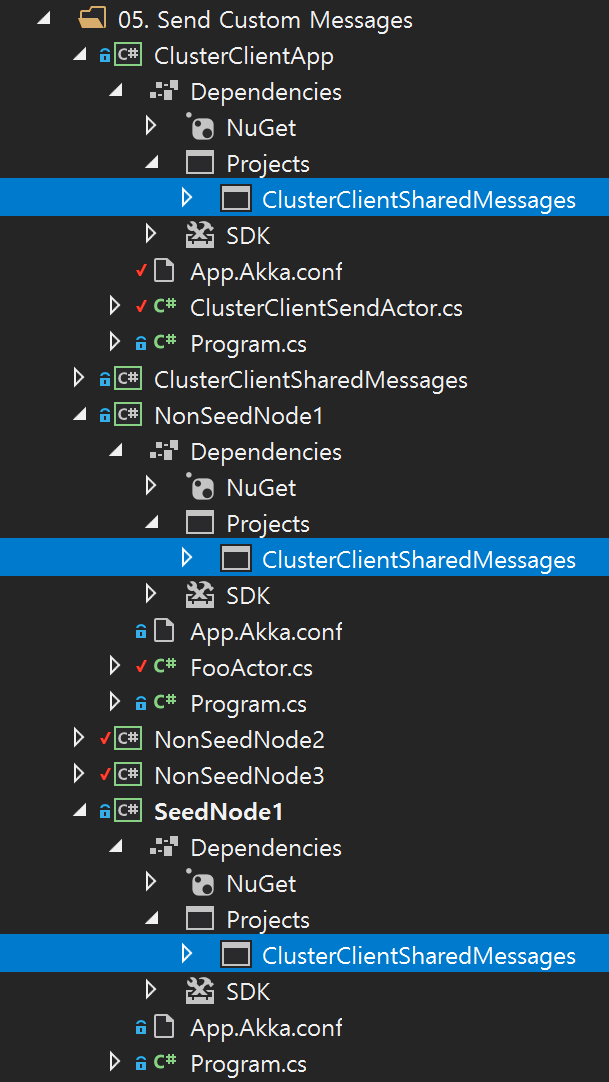 05. Send Custom Messages
C# ClusterClientApp
Dependencies
NuGet
Projects
ClusterClientSharedMessages
SDK
App.Akka.conf
C# ClusterClientSendActor.cs
C# Program.cs
C# ClusterClientSharedMessages
C# NonSeedNode1
Dependencies
NuGet
Projects
ClusterClientSharedMessages
SDK
App.Akka.conf
C# FooActor.cs
C# Program.cs
C# NonSeedNode2
C# NonSeedNode3
C# SeedNode1
Dependencies
NuGet
Projects
ClusterClientSharedMessages
SDK
App.Akka.conf
C# Program.cs